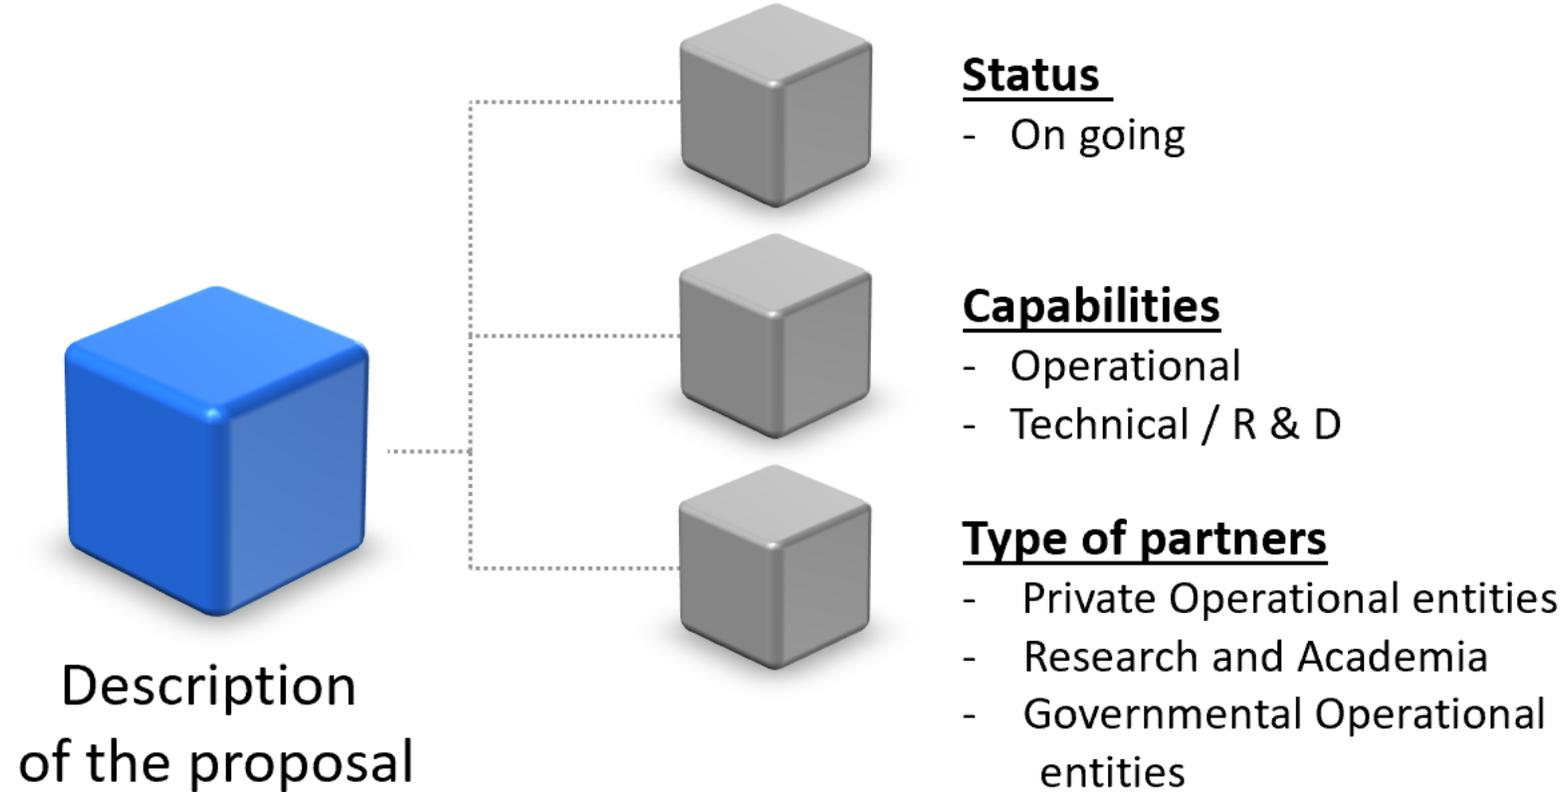 Status
- On going
Capabilities
- Operational
- Technical / R & D
Type of partners
- Private Operational entities
- Research and Academia
- Governmental Operational
entities
Description
of the proposal